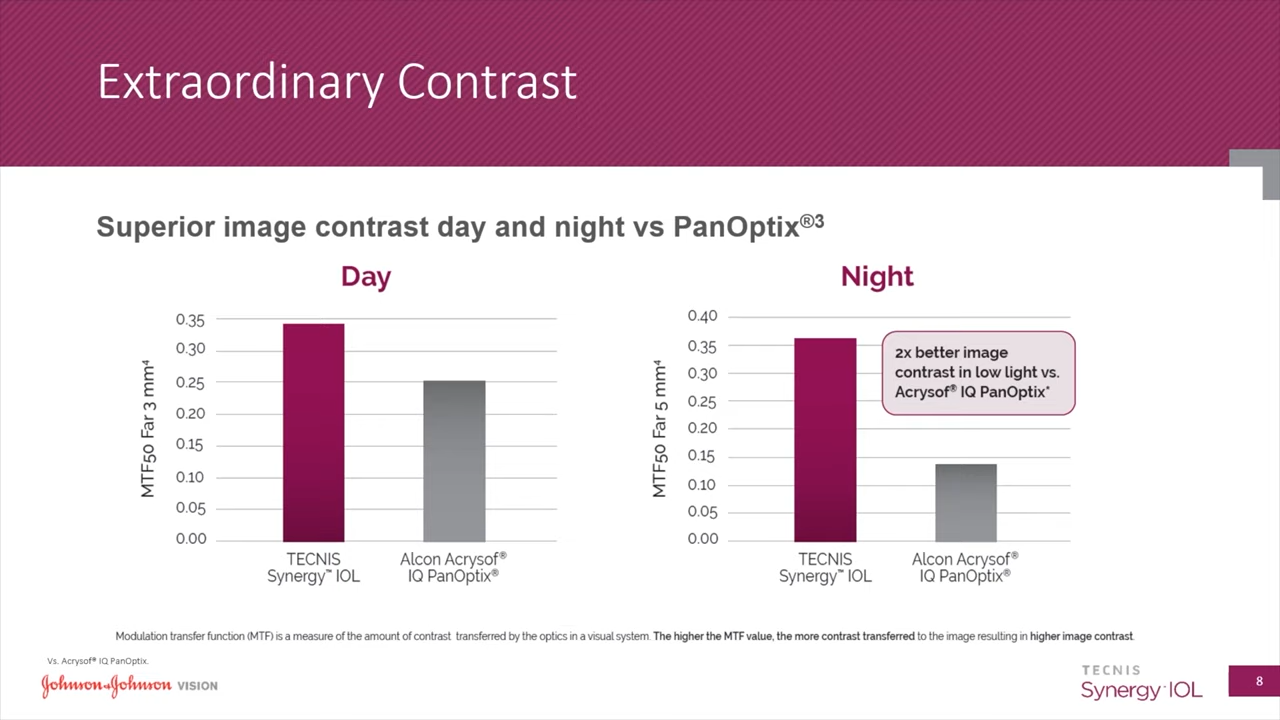 Extraordinary Contrast
Superior image contrast day and night vs PanOptix®3
Day
0.35
0.30
0.25
0.20
0.15
0.10
0.05
0.00
MTF50 Far 3 mm⁴
TECNIS
Synergy™ IOL
Alcon Acrysof®
IQ PanOptix®
Night
0.40
0.35
0.30
0.25
0.20
0.15
0.10
0.05
0.00
MTF50 Far 5 mm⁴
2x better image
contrast in low light vs.
Acrysof® IQ PanOptix*
TECNIS
Synergy™ IOL
Alcon Acrysof®
IQ PanOptix®
Modulation transfer function (MTF) is a measure of the amount of contrast transferred by the optics in a visual system. The higher the MTF value, the more contrast transferred to the image resulting in higher image contrast.
Vs. Acrysof® IQ PanOptix.
Johnson & Johnson VISION
TECNIS
Synergy IOL
8